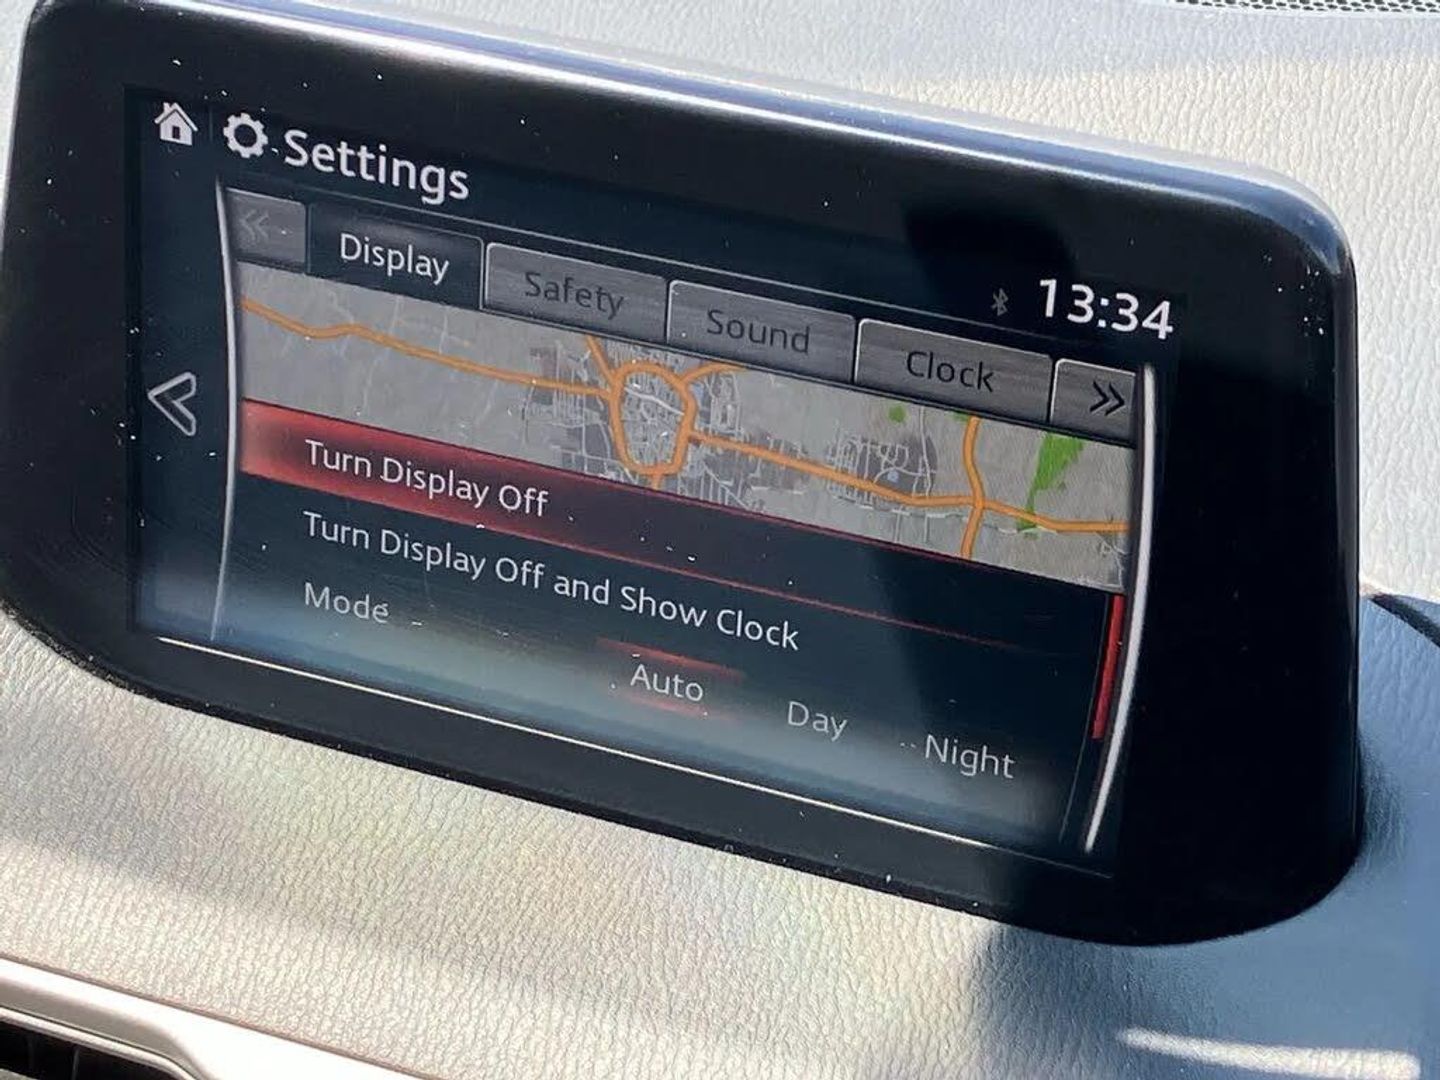 Settings
13:34
Display Safety Sound Clock
Turn Display Off
Turn Display Off and Show Clock
Mode
Auto Day Night